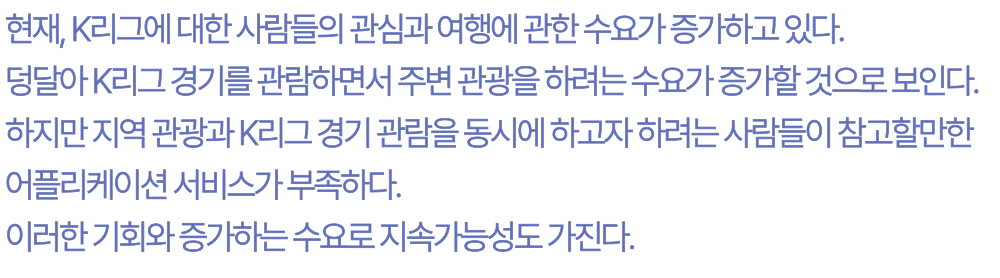 현재, K리그에 대한 사람들의 관심과 여행에 관한 수요가 증가하고 있다.
덩달아 K리그 경기를 관람하면서 주변 관광을 하려는 수요가 증가할 것으로 보인다.
하지만 지역 관광과 K리그 경기 관람을 동시에 하고자 하려는 사람들이 참고할만한
어플리케이션 서비스가 부족하다.
이러한 기회와 증가하는 수요로 지속가능성도 가진다.